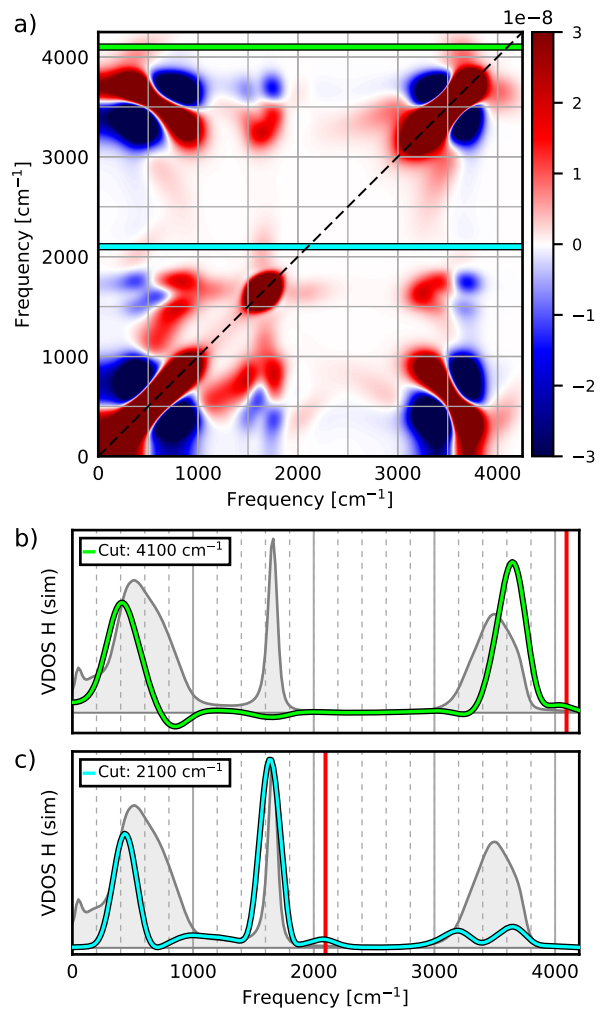 a)
1e−8
4000
3000
2000
1000
0
Frequency [cm⁻¹]
0 1000 2000 3000 4000
Frequency [cm⁻¹]
3
2
1
0
−1
−2
−3
b)
Cut: 4100 cm⁻¹
VDOS H (sim)
c)
Cut: 2100 cm⁻¹
VDOS H (sim)
0 1000 2000 3000 4000
Frequency [cm⁻¹]